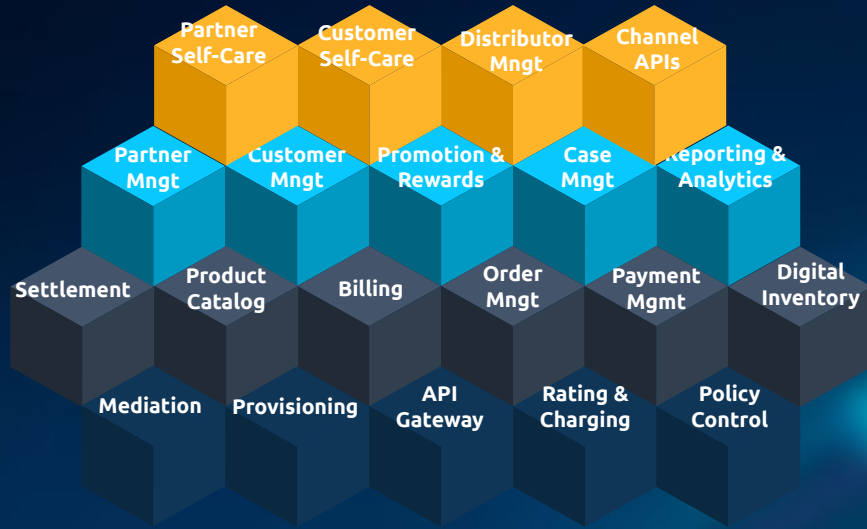 Partner
Self-Care
Customer
Self-Care
Distributor
Mngt
Channel
APIs
Partner
Mngt
Customer
Mngt
Promotion &
Rewards
Case
Mngt
Reporting &
Analytics
Settlement
Product
Catalog
Billing
Order
Mngt
Payment
Mgmt
Digital
Inventory
Mediation
Provisioning
API
Gateway
Rating &
Charging
Policy
Control